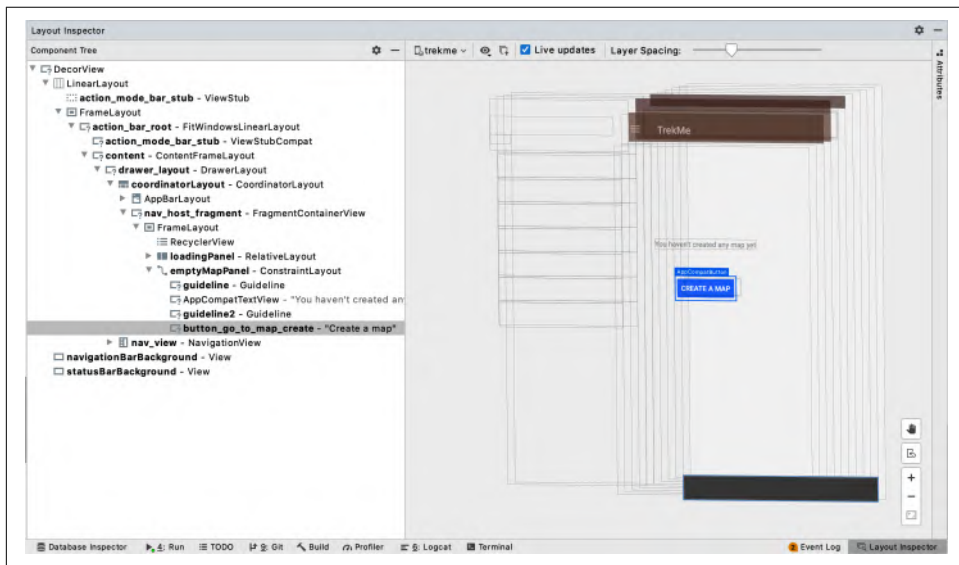 Layout Inspector
Component Tree
trekme
Live updates
Layer Spacing:
Attributes
DecorView
LinearLayout
action_mode_bar_stub - ViewStub
FrameLayout
action_bar_root - FitWindowsLinearLayout
action_mode_bar_stub - ViewStubCompat
content - ContentFrameLayout
drawer_layout - DrawerLayout
coordinatorLayout - CoordinatorLayout
AppBarLayout
nav_host_fragment - FragmentContainerView
FrameLayout
RecyclerView
loadingPanel - RelativeLayout
emptyMapPanel - ConstraintLayout
guideline - Guideline
AppCompatTextView - "You haven't created an
guideline2 - Guideline
button_go_to_map_create - "Create a map"
nav_view - NavigationView
navigationBarBackground - View
statusBarBackground - View
TrekMe
You haven't created any map yet
AppCompatButton
CREATE A MAP
Database Inspector
4: Run
TODO
9: Git
Build
Profiler
6: Logcat
Terminal
2 Event Log
Layout Inspector